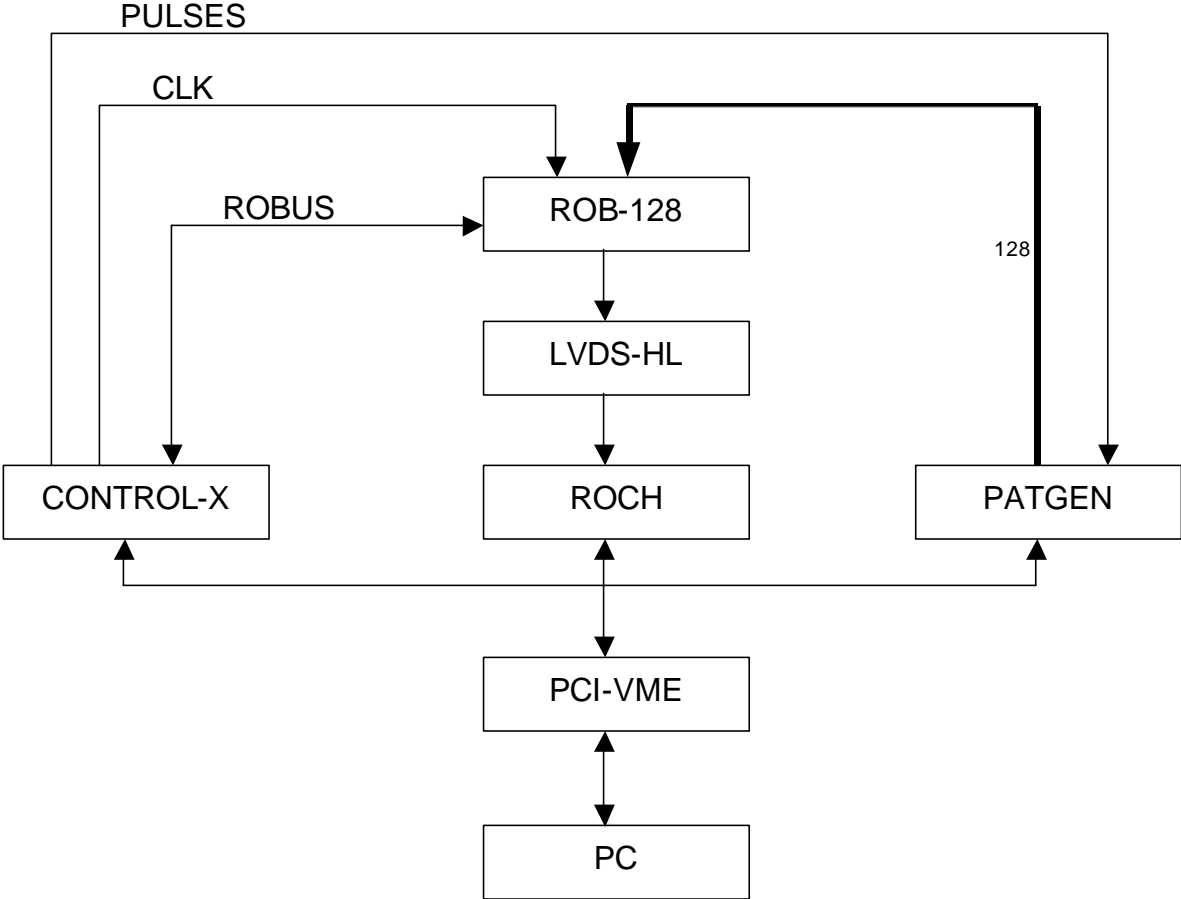 PULSES
CLK
ROBUS
ROB-128
128
LVDS-HL
CONTROL-X
ROCH
PATGEN
PCI-VME
PC